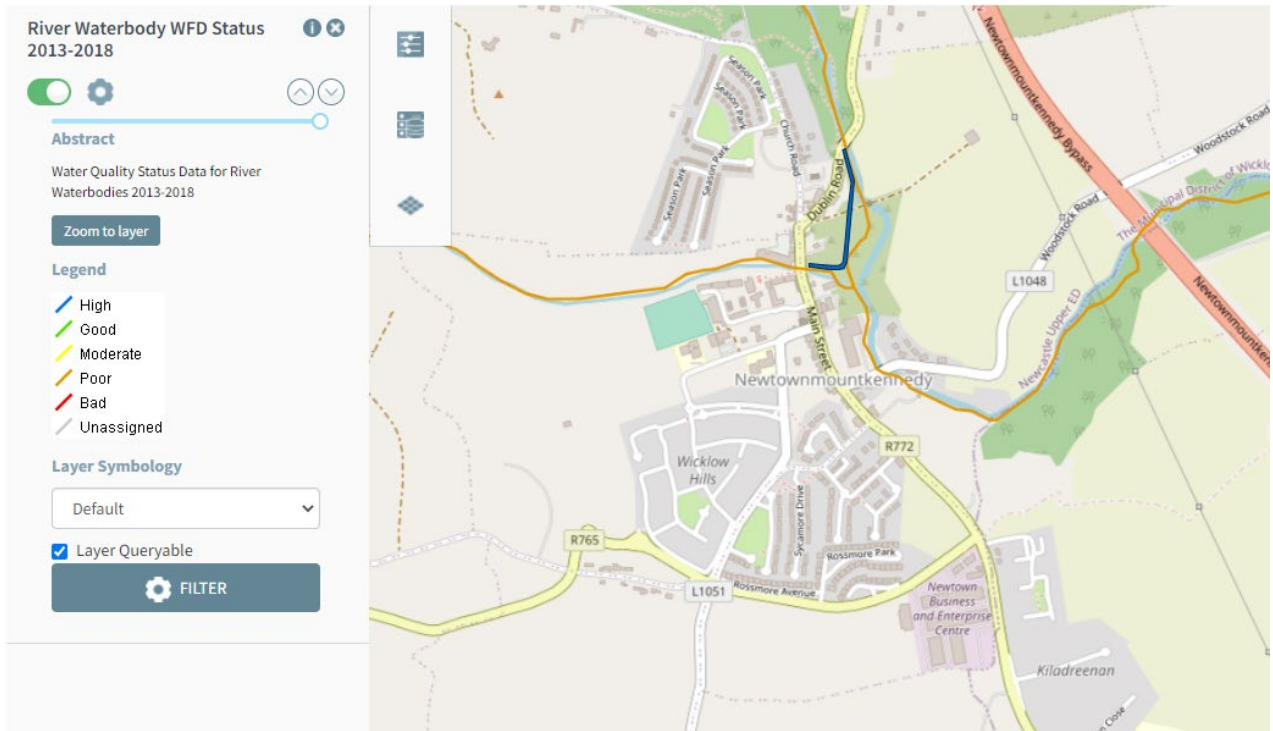 River Waterbody WFD Status
2013-2018
Abstract
Water Quality Status Data for River
Waterbodies 2013-2018
Zoom to layer
Legend
High
Good
Moderate
Poor
Bad
Unassigned
Layer Symbology
Default
Layer Queryable
FILTER
Season Park
Season Park
Season Park
Season Park
Season Park
Church Road
Dublin Road
Newtownmountkennedy Bypass
Woodstock Road
Woodstock Road
The Municipal District of Wicklow
L1048
Newcastle Upper ED
Main Street
Newtownmountkennedy
R772
Wicklow
Hills
Sycamore Drive
R765
Rossmore Park
L1051
Rossmore Avenue
Newtown
Business
and Enterprise
Centre
Kiladreenan
Close